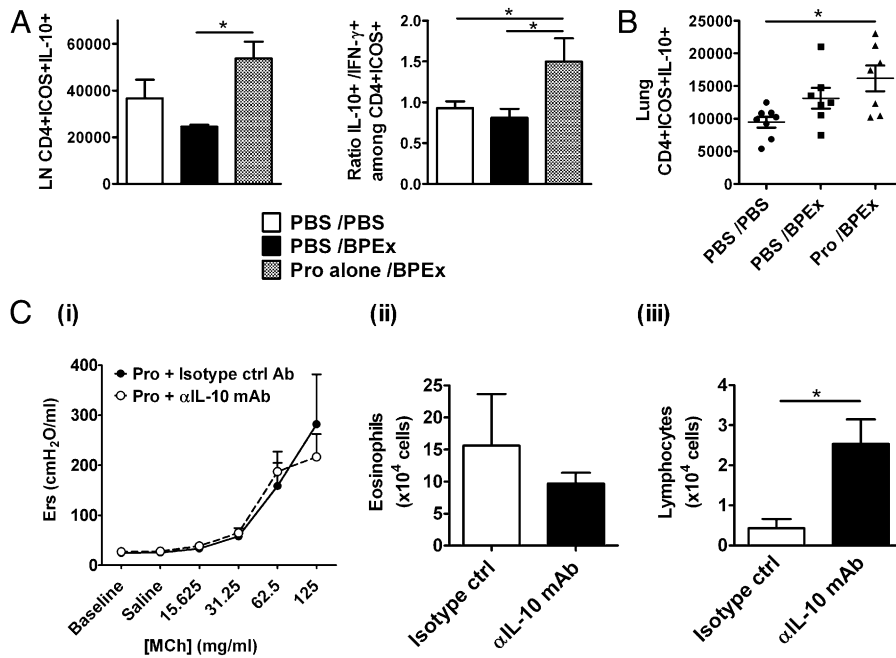 A
LN CD4+ICOS+IL-10+
60000
40000
20000
0
*
Ratio IL-10+ /IFN-γ+
among CD4+ICOS+
2.0
1.5
1.0
0.5
0.0
*
*
PBS /PBS
PBS /BPEx
Pro alone /BPEx
B
Lung
CD4+ICOS+IL-10+
25000
20000
15000
10000
5000
0
*
PBS /PBS
PBS /BPEx
Pro /BPEx
C
(i)
Ers (cmH2O/ml)
400
300
200
100
0
Pro + Isotype ctrl Ab
Pro + αIL-10 mAb
Baseline
Saline
15.625
31.25
62.5
125
[MCh] (mg/ml)
(ii)
Eosinophils
(x10⁴ cells)
25
20
15
10
5
0
Isotype ctrl
αIL-10 mAb
(iii)
Lymphocytes
(x10⁴ cells)
4
3
2
1
0
*
Isotype ctrl
αIL-10 mAb